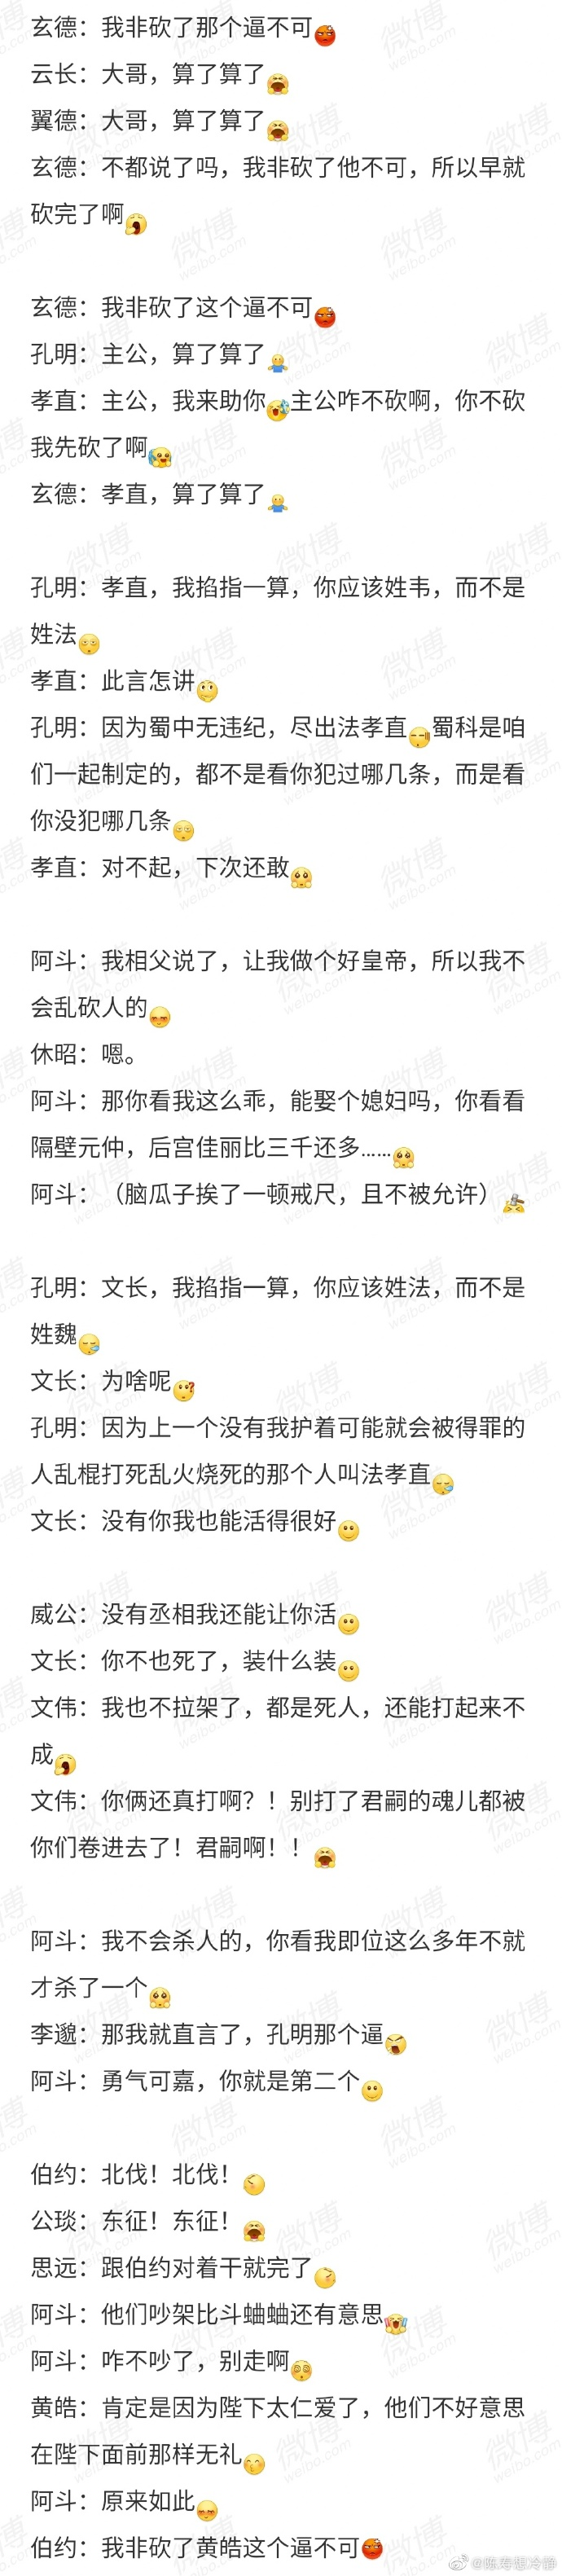 玄德：我非砍了那个逼不可
云长：大哥，算了算了
翼德：大哥，算了算了
玄德：不都说了吗，我非砍了他不可，所以早就
砍完了啊
玄德：我非砍了这个逼不可
孔明：主公，算了算了
孝直：主公，我来助你主公咋不砍啊，你不砍
我先砍了啊
玄德：孝直，算了算了
孔明：孝直，我掐指一算，你应该姓韦，而不是
姓法
孝直：此言怎讲
孔明：因为蜀中无违纪，尽出法孝直蜀科是咱
们一起制定的，都不是看你犯过哪几条，而是看
你没犯哪几条
孝直：对不起，下次还敢
阿斗：我相父说了，让我做个好皇帝，所以我不
会乱砍人的
休昭：嗯。
阿斗：那你看我这么乖，能娶个媳妇吗，你看看
隔壁元仲，后宫佳丽比三千还多……
阿斗：（脑瓜子挨了一顿戒尺，且不被允许）
孔明：文长，我掐指一算，你应该姓法，而不是
姓魏
文长：为啥呢
孔明：因为上一个没有我护着可能就会被得罪的
人乱棍打死乱火烧死的那个人叫法孝直
文长：没有你我也能活得很好
威公：没有丞相我还能让你活
文长：你不也死了，装什么装
文伟：我也不拉架了，都是死人，还能打起来不
成
文伟：你俩还真打啊？！别打了君嗣的魂儿都被
你们卷进去了！君嗣啊！！
阿斗：我不会杀人的，你看我即位这么多年不就
才杀了一个
李邈：那我就直言了，孔明那个逼
阿斗：勇气可嘉，你就是第二个
伯约：北伐！北伐！
公琰：东征！东征！
思远：跟伯约对着干就完了
阿斗：他们吵架比斗蛐蛐还有意思
阿斗：咋不吵了，别走啊
黄皓：肯定是因为陛下太仁爱了，他们不好意思
在陛下面前那样无礼
阿斗：原来如此
伯约：我非砍了黄皓这个逼不可
@陈寿想冷静